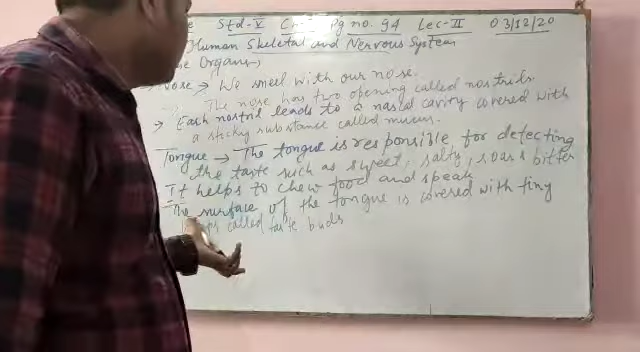 Std-V Ch- Pg no. 94 Lec-II 03/12/20
Human Skeletal and Nervous System
Organs→
Nose → We smell with our nose.
The nose has two opening called nostrils
→ Each nostril leads to a nasal cavity covered with
a sticky substance called mucus.
Tongue → The tongue is responsible for detecting
the taste such as sweet, salty, sour & bitter
It helps to chew food and speak
→ The surface of the tongue is covered with tiny
called taste buds